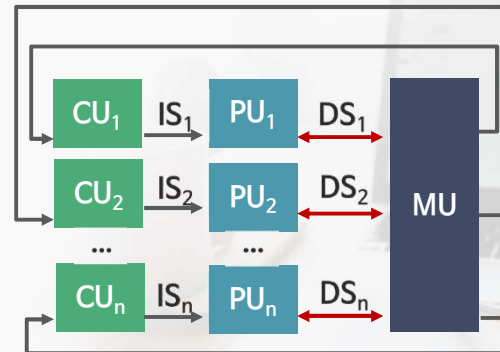 CU1 IS1 PU1 DS1
CU2 IS2 PU2 DS2 MU
... ...
CUn ISn PUn DSn